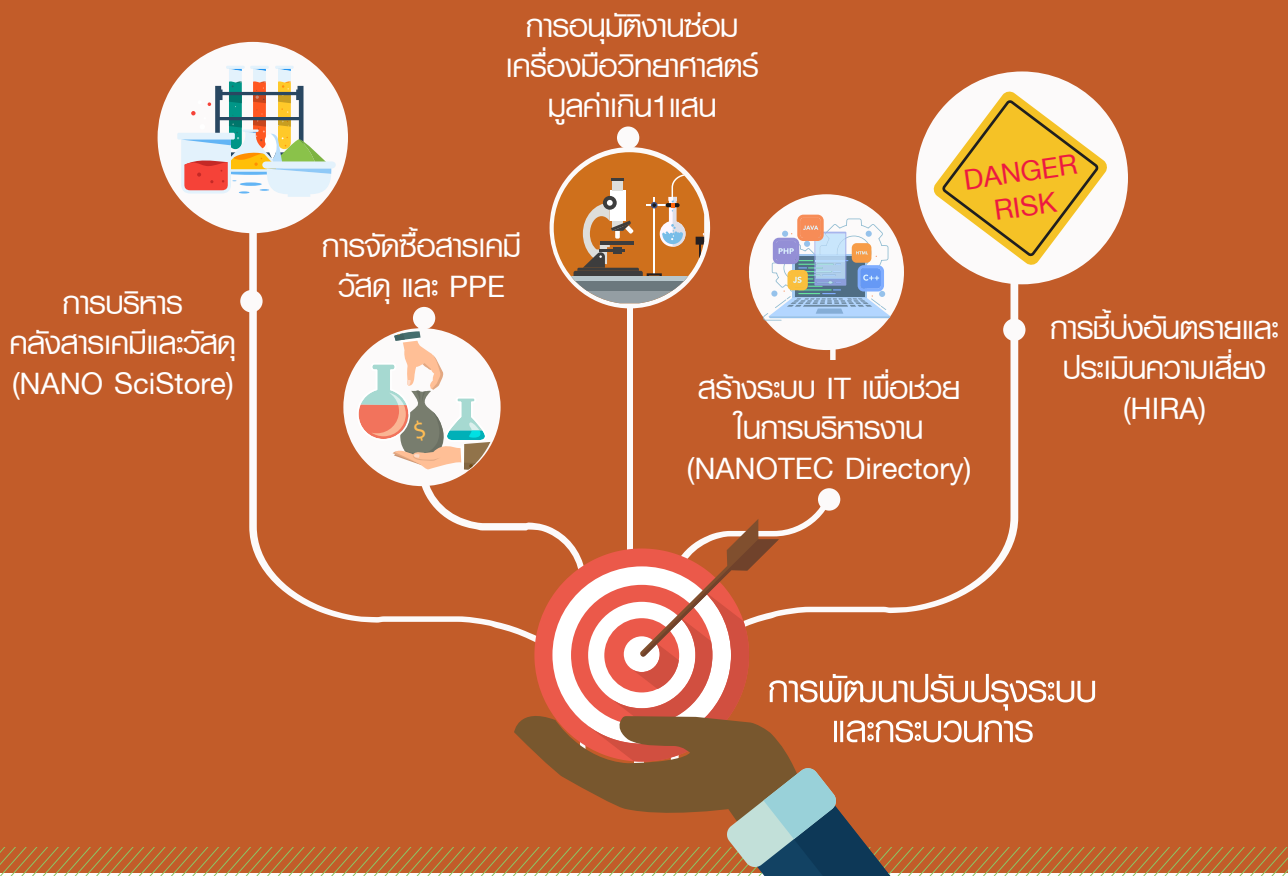 การอนุมัติงานซ่อม
เครื่องมือวิทยาศาสตร์
มูลค่าเกิน1แสน
DANGER
RISK
การจัดซื้อสารเคมี
วัสดุ และ PPE
JAVA
PHP
HTML
JS
C++
$
การบริหาร
คลังสารเคมีและวัสดุ
(NANO SciStore)
สร้างระบบ IT เพื่อช่วย
ในการบริหารงาน
(NANOTEC Directory)
การชี้บ่งอันตรายและ
ประเมินความเสี่ยง
(HIRA)
การพัฒนาปรับปรุงระบบ
และกระบวนการ